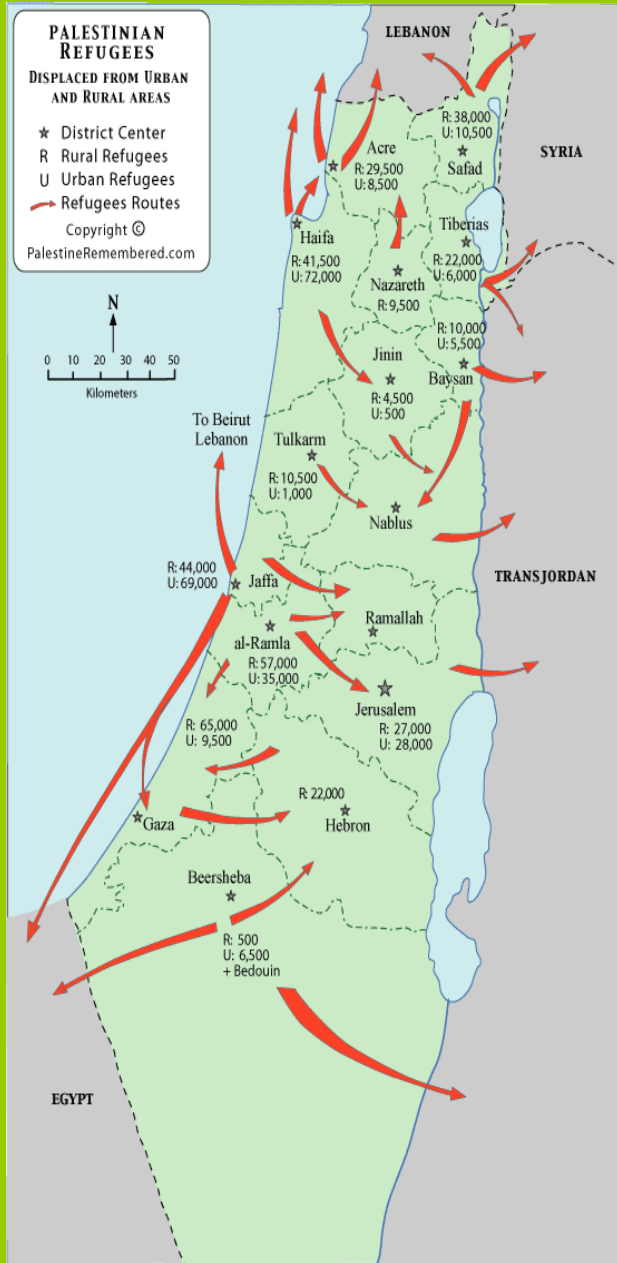 PALESTINIAN
REFUGEES
DISPLACED FROM URBAN
AND RURAL AREAS
District Center
R Rural Refugees
U Urban Refugees
Refugees Routes
Copyright ©
PalestineRemembered.com
N
0 10 20 30 40 50
Kilometers
LEBANON
SYRIA
R: 38,000
U: 10,500
Safad
Acre
R: 29,500
U: 8,500
Haifa
R: 41,500
U: 72,000
Tiberias
R: 22,000
U: 6,000
Nazareth
R: 9,500
R: 10,000
U: 5,500
Baysan
Jinin
R: 4,500
U: 500
To Beirut
Lebanon
Tulkarm
R: 10,500
U: 1,000
Nablus
TRANSJORDAN
R: 44,000
U: 69,000
Jaffa
Ramallah
al-Ramla
R: 57,000
U: 35,000
Jerusalem
R: 27,000
U: 28,000
R: 65,000
U: 9,500
Gaza
R: 22,000
Hebron
Beersheba
R: 500
U: 6,500
+ Bedouin
EGYPT